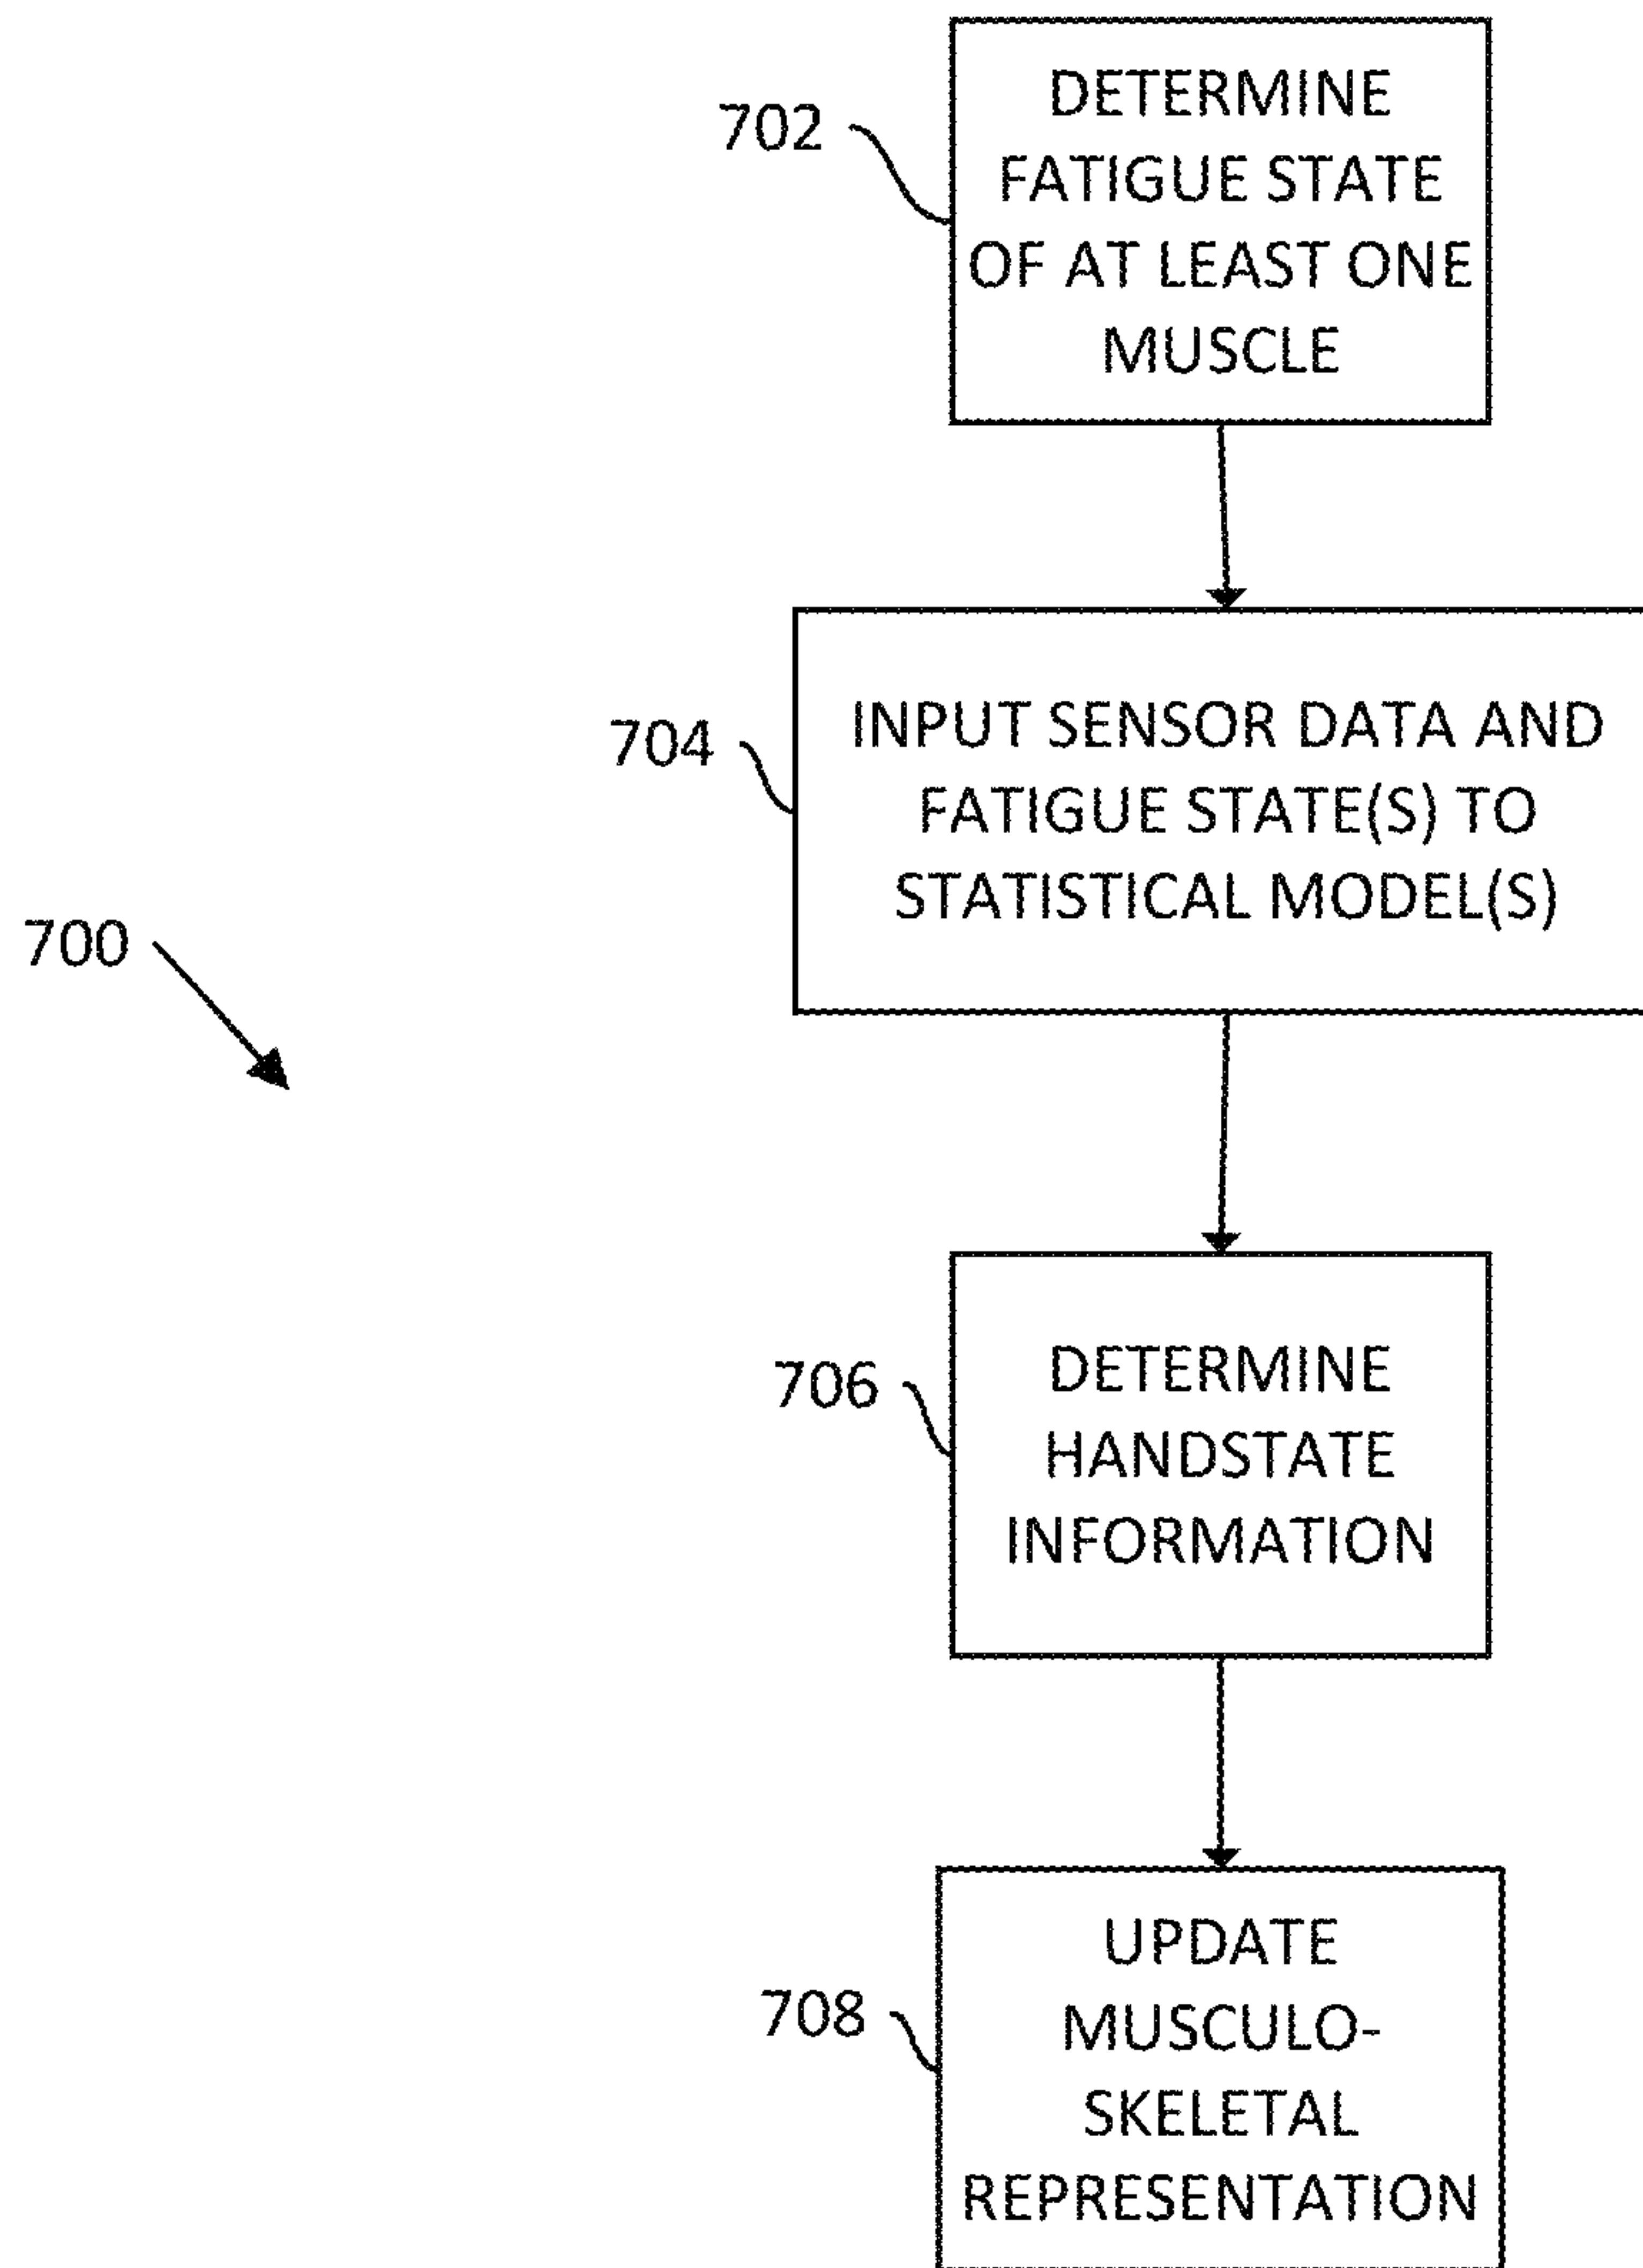 702
DETERMINE
FATIGUE STATE
OF AT LEAST ONE
MUSCLE
704
INPUT SENSOR DATA AND
FATIGUE STATE(S) TO
STATISTICAL MODEL(S)
700
706
DETERMINE
HANDSTATE
INFORMATION
708
UPDATE
MUSCULO-
SKELETAL
REPRESENTATION